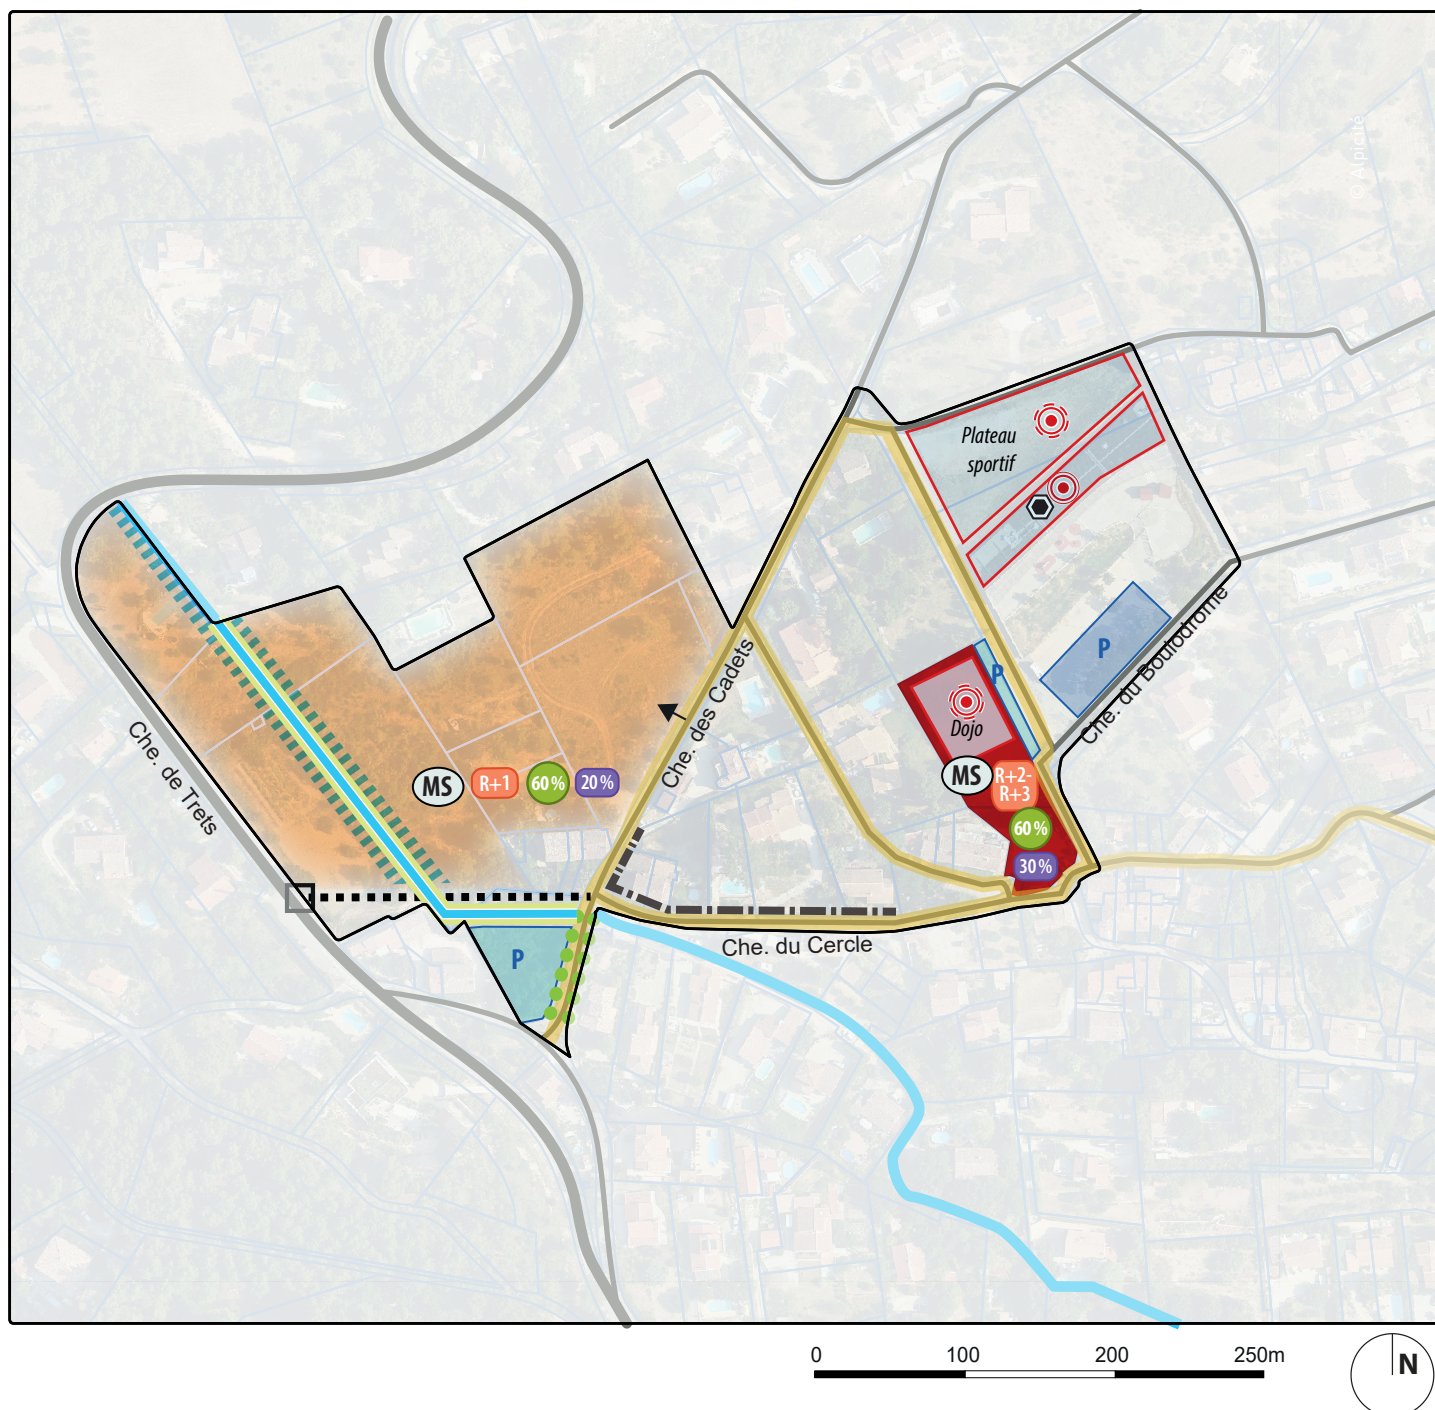 © Alpicité
Plateau
sportif
P
Che. du Boulodrome
P
Dojo
Che. des Cadets
MS
R+2-
R+3
60%
30%
MS
R+1
60%
20%
Che. de Trets
P
Che. du Cercle
0
100
200
250m
N